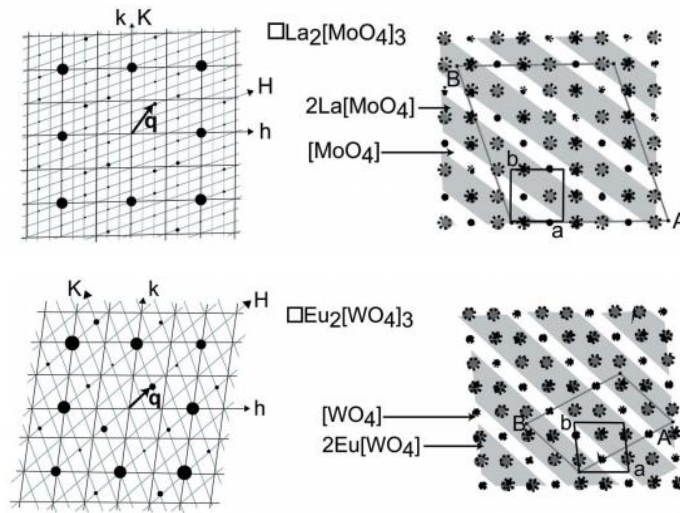 k K
□La2[MoO4]3
H
q
h
B
2La[MoO4]
[MoO4]
b
a
A
K k
H
□Eu2[WO4]3
q
h
[WO4]
2Eu[WO4]
B
b
A
a